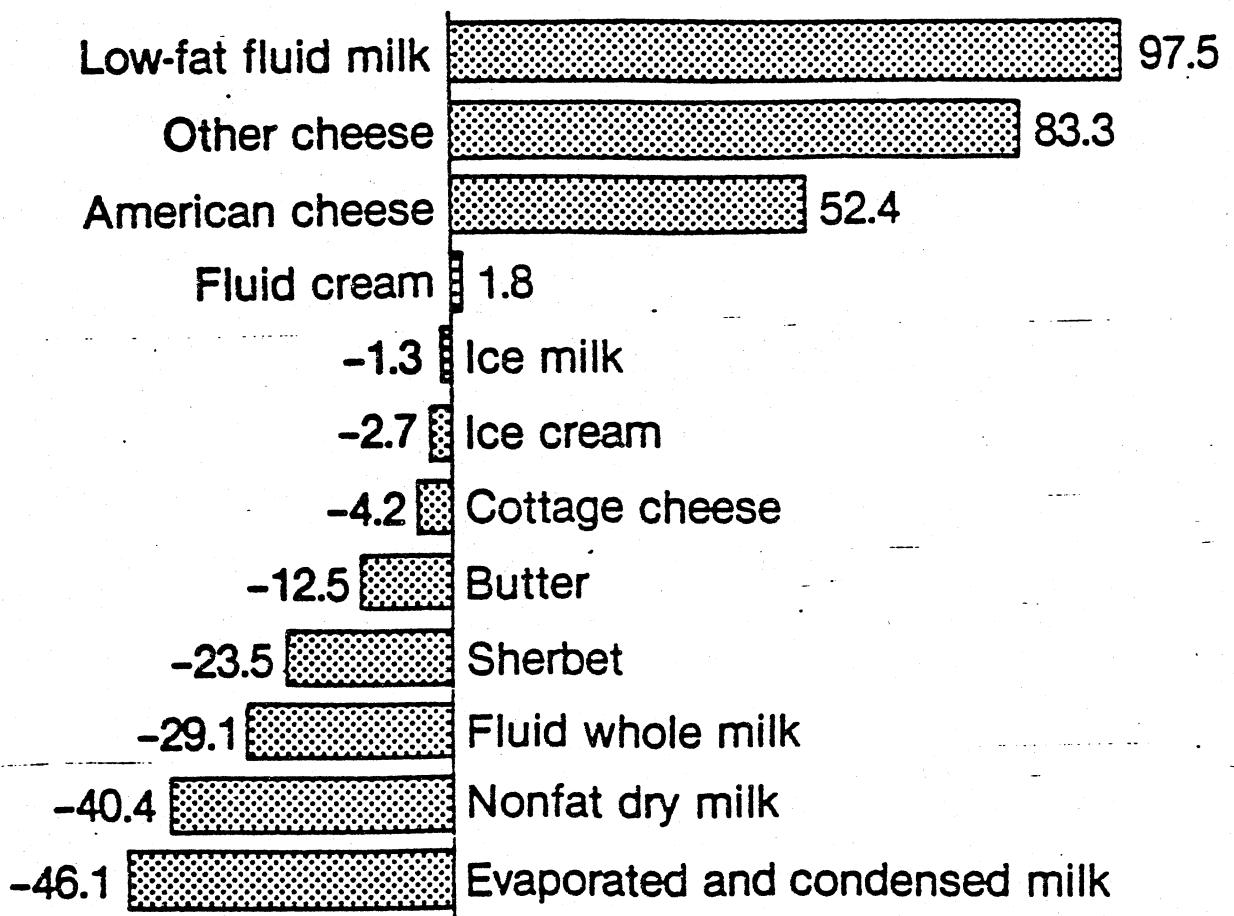 Low-fat fluid milk 97.5
Other cheese 83.3
American cheese 52.4
Fluid cream 1.8
-1.3 Ice milk
-2.7 Ice cream
-4.2 Cottage cheese
-12.5 Butter
-23.5 Sherbet
-29.1 Fluid whole milk
-40.4 Nonfat dry milk
-46.1 Evaporated and condensed milk